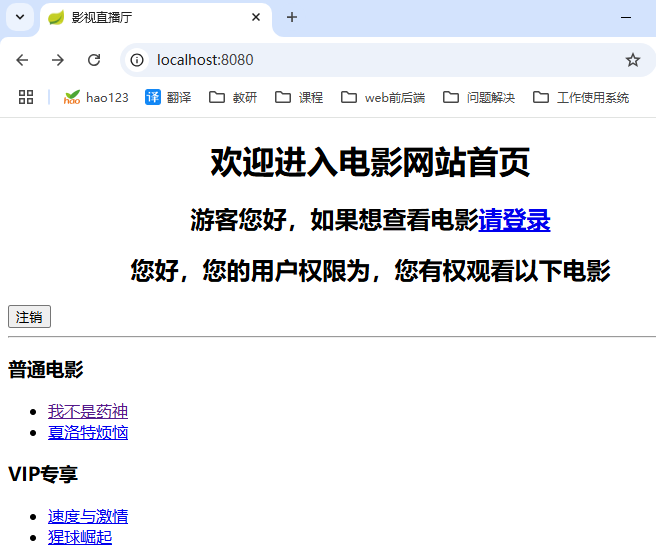 影视直播厅
localhost:8080
hao123
译 翻译
教研
课程
web前后端
问题解决
工作使用系统
欢迎进入电影网站首页
游客您好，如果想查看电影请登录
您好，您的用户权限为，您有权观看以下电影
注销
普通电影
我不是药神
夏洛特烦恼
VIP专享
速度与激情
猩球崛起